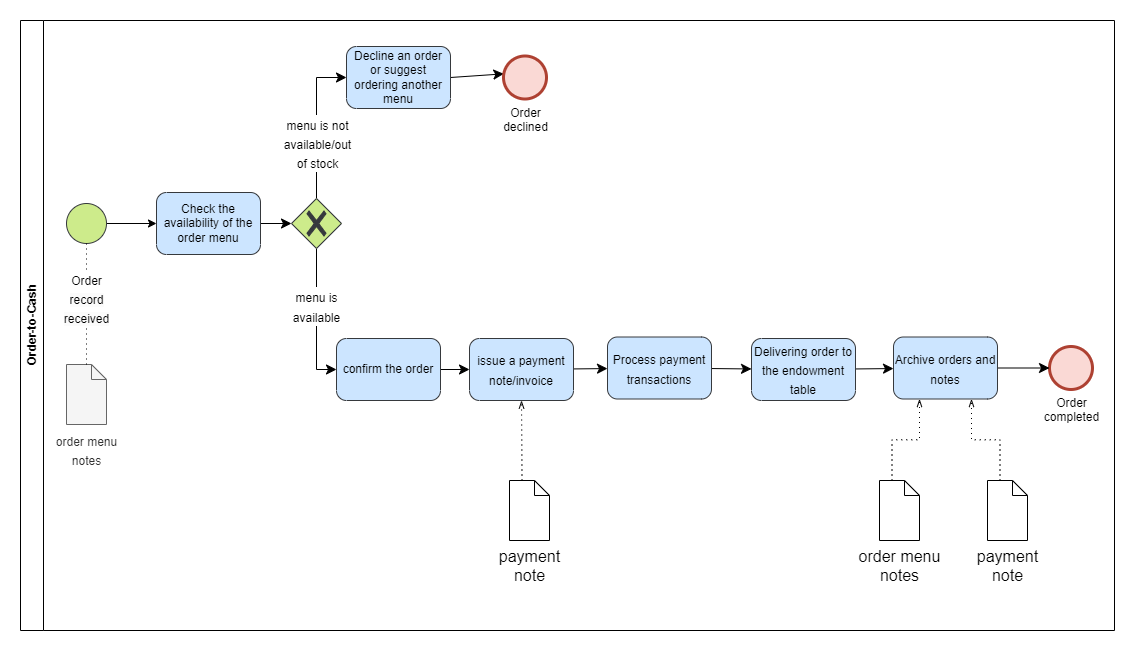 Order-to-Cash
Decline an order
or suggest
ordering another
menu
Order
declined
menu is not
available/out
of stock
Check the
availability of the
order menu
Order
record
received
menu is
available
confirm the order
issue a payment
note/invoice
Process payment
transactions
Delivering order to
the endowment
table
Archive orders and
notes
Order
completed
order menu
notes
payment
note
order menu
notes
payment
note